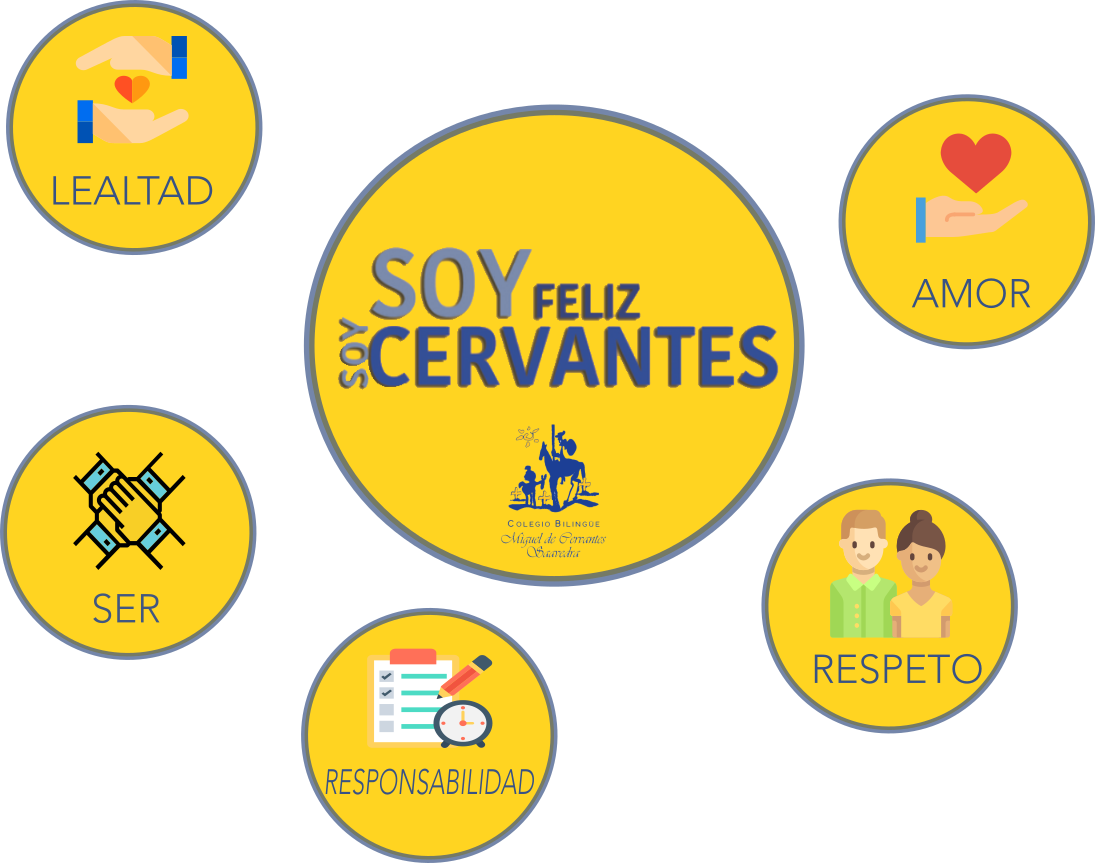 LEALTAD
AMOR
SOY FELIZ
SOY CERVANTES
COLEGIO BILINGÜE
Miguel de Cervantes
Saavedra
SER
RESPETO
RESPONSABILIDAD